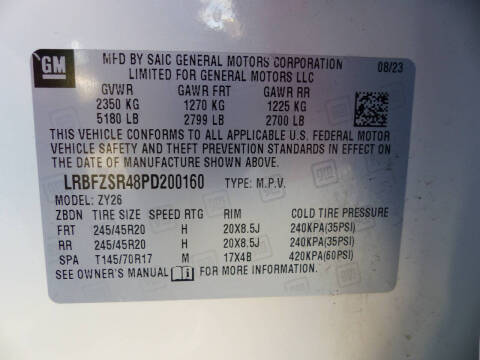 GM
MFD BY SAIC GENERAL MOTORS CORPORATION 08/23
LIMITED FOR GENERAL MOTORS LLC
GVWR GAWR FRT GAWR RR
2350 KG 1270 KG 1225 KG
5180 LB 2799 LB 2700 LB
THIS VEHICLE CONFORMS TO ALL APPLICABLE U.S. FEDERAL MOTOR
VEHICLE SAFETY & THEFT PREVENTION STANDARDS IN EFFECT ON
THE DATE OF MANUFACTURE SHOWN ABOVE.
LRBFZSR48PD200160 TYPE: M.P.V.
MODEL: ZY26
ZBDN TIRE SIZE SPEED RTG RIM COLD TIRE PRESSURE
FRT 245/45R20 H 20X8.5J 240KPA(35PSI)
RR 245/45R20 H 20X8.5J 240KPA(35PSI)
SPA T145/70R17 M 17X4B 420KPA(60PSI)
SEE OWNER'S MANUAL i FOR MORE INFORMATION.